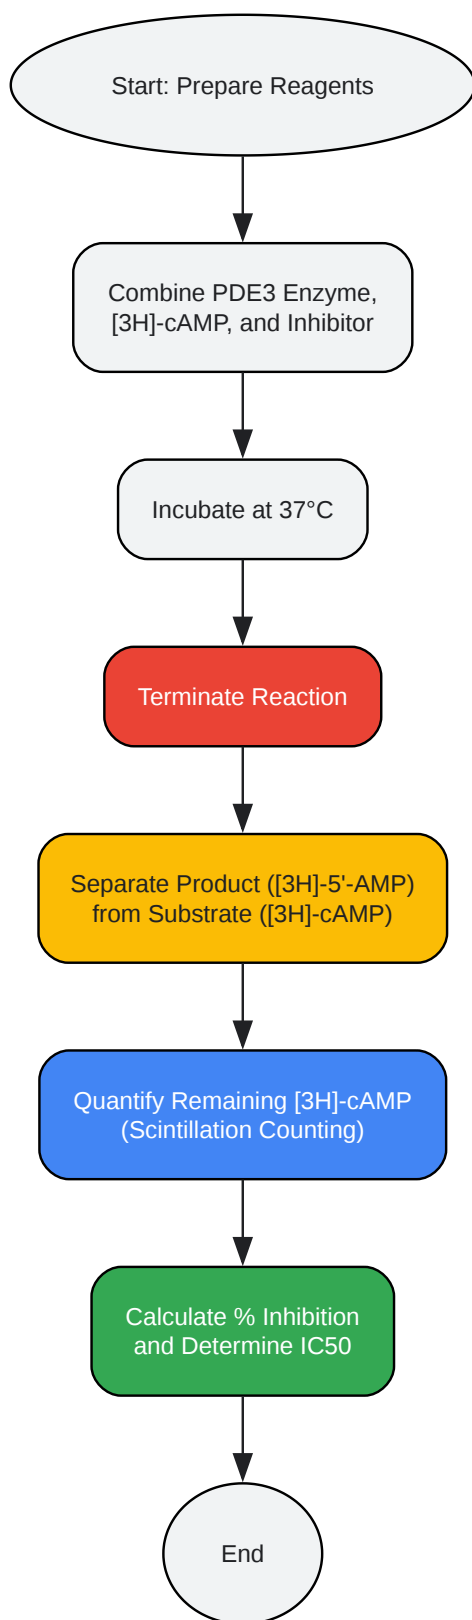 Start: Prepare Reagents
Combine PDE3 Enzyme,
[3H]-cAMP, and Inhibitor
Incubate at 37°C
Terminate Reaction
Separate Product ([3H]-5'-AMP)
from Substrate ([3H]-cAMP)
Quantify Remaining [3H]-cAMP
(Scintillation Counting)
Calculate % Inhibition
and Determine IC50
End